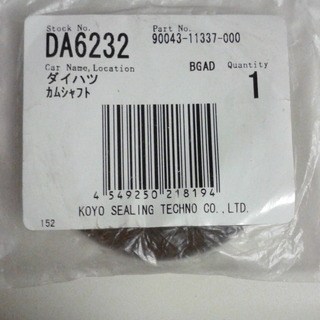 Stock No. Part No.
DA6232 90043-11337-000
Car Name, Location BGAD Quantity
ダイハツ 1
カムシャフト
4 549250 218194
KOYO SEALING TECHNO CO.,LTD.
152